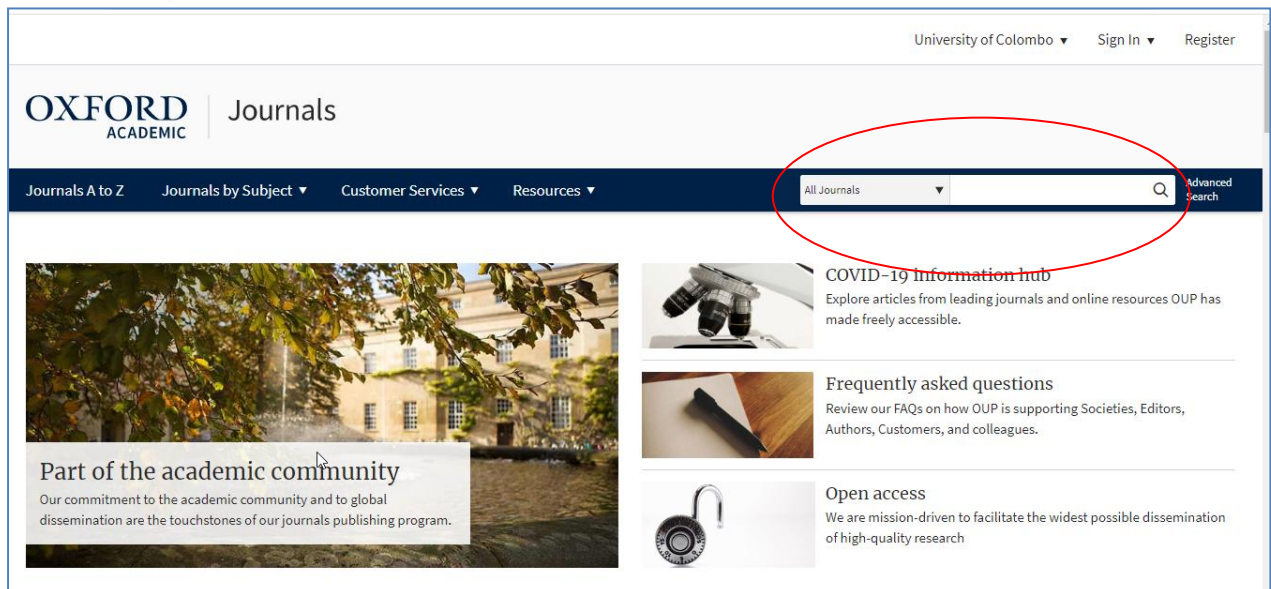 University of Colombo ▼ Sign In ▼ Register
OXFORD
ACADEMIC
Journals
Journals A to Z Journals by Subject ▼ Customer Services ▼ Resources ▼ All Journals ▼ Advanced
Search
COVID-19 information hub
Explore articles from leading journals and online resources OUP has
made freely accessible.
Frequently asked questions
Review our FAQs on how OUP is supporting Societies, Editors,
Authors, Customers, and colleagues.
Part of the academic community
Our commitment to the academic community and to global
dissemination are the touchstones of our journals publishing program.
Open access
We are mission-driven to facilitate the widest possible dissemination
of high-quality research